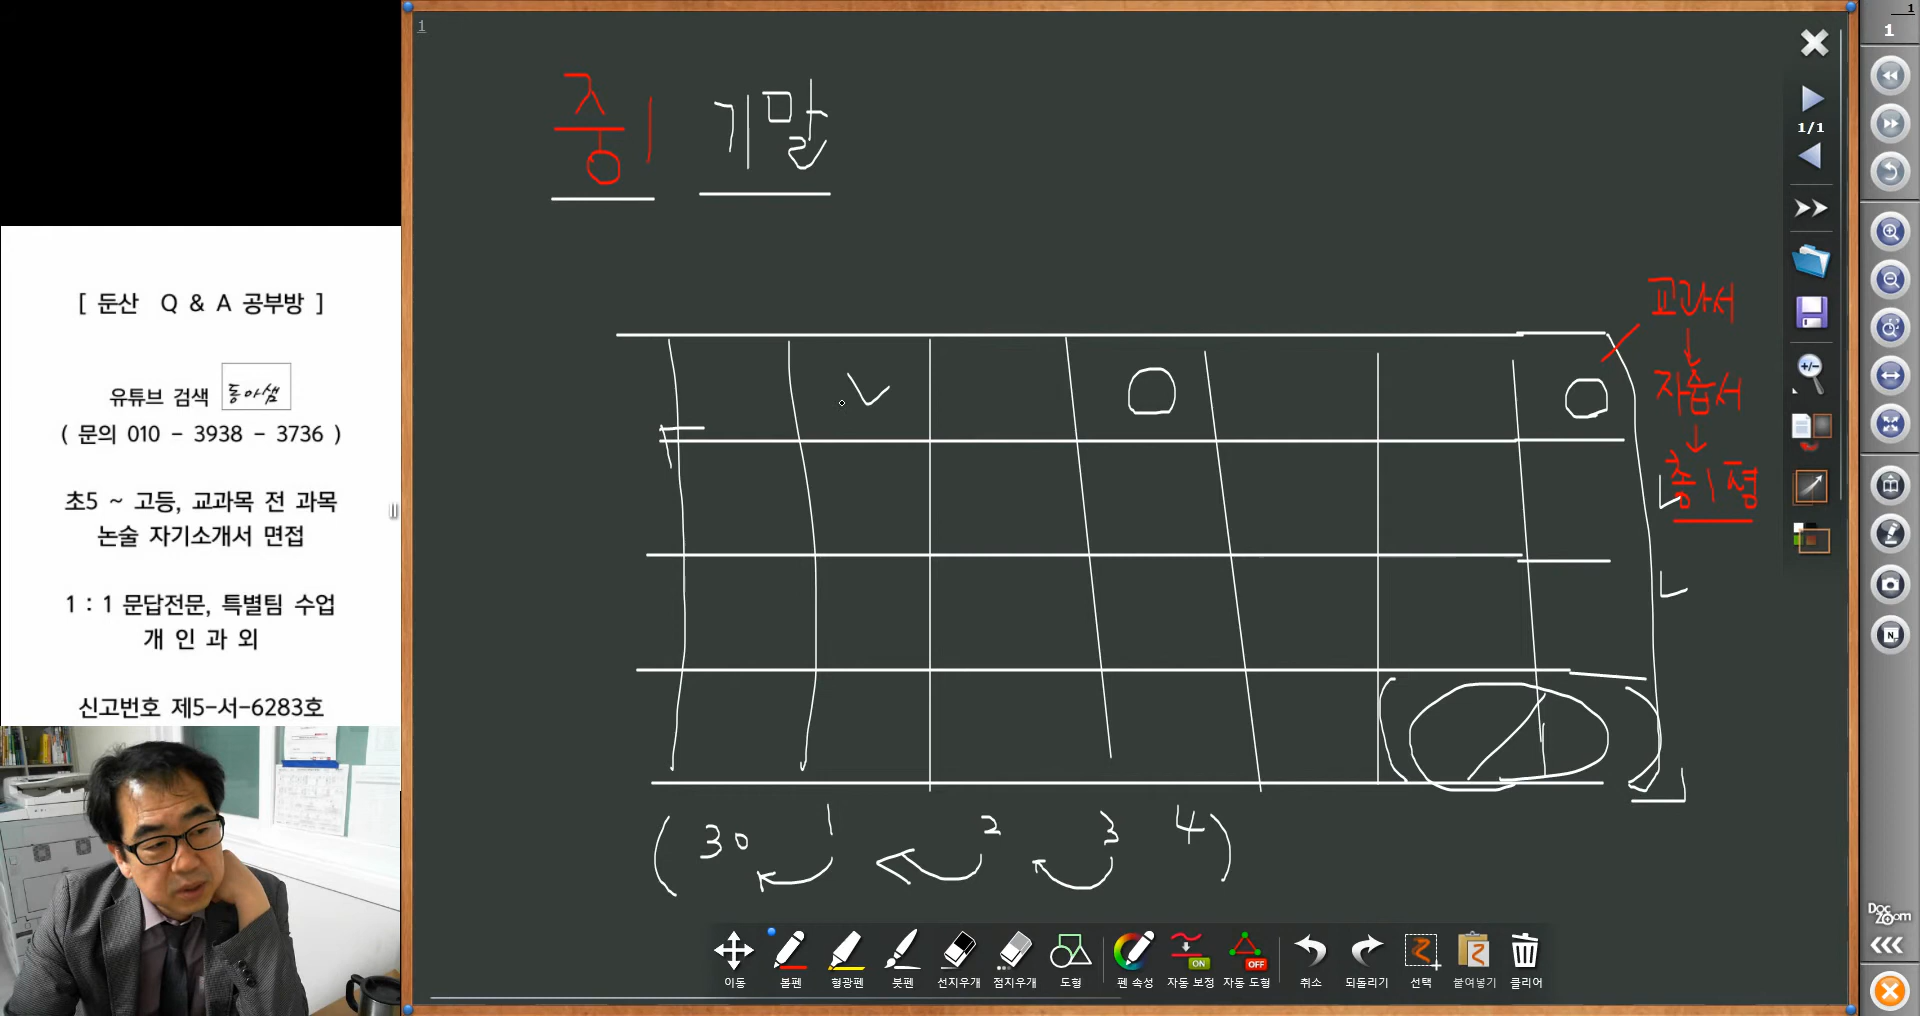 [ 둔산 Q & A 공부방 ]
유튜브 검색 동아샘
( 문의 010 - 3938 - 3736 )
초5 ~ 고등, 교과목 전 과목
논술 자기소개서 면접
1 : 1 문답전문, 특별팀 수업
개 인 과 외
신고번호 제5-서-6283호
1
중1 기말
교과서
자습서
( 30 1 2 3 4 )
이동 볼펜 형광펜 붓펜 선지우개 점지우개 도형 펜 속성 자동 보정 자동 도형 취소 되돌리기 선택 붙여넣기 클리어
ON
OFF
1/1
+/-
1
1
N
Doc
Zoom